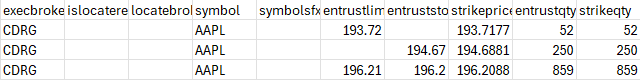 execbroke islocatere locatebrol symbol symbolsfx entrustlim entruststo strikeprice entrustqty strikeqty
CDRG AAPL 193.72 193.7177 52 52
CDRG AAPL 194.67 194.6881 250 250
CDRG AAPL 196.21 196.2 196.2088 859 859